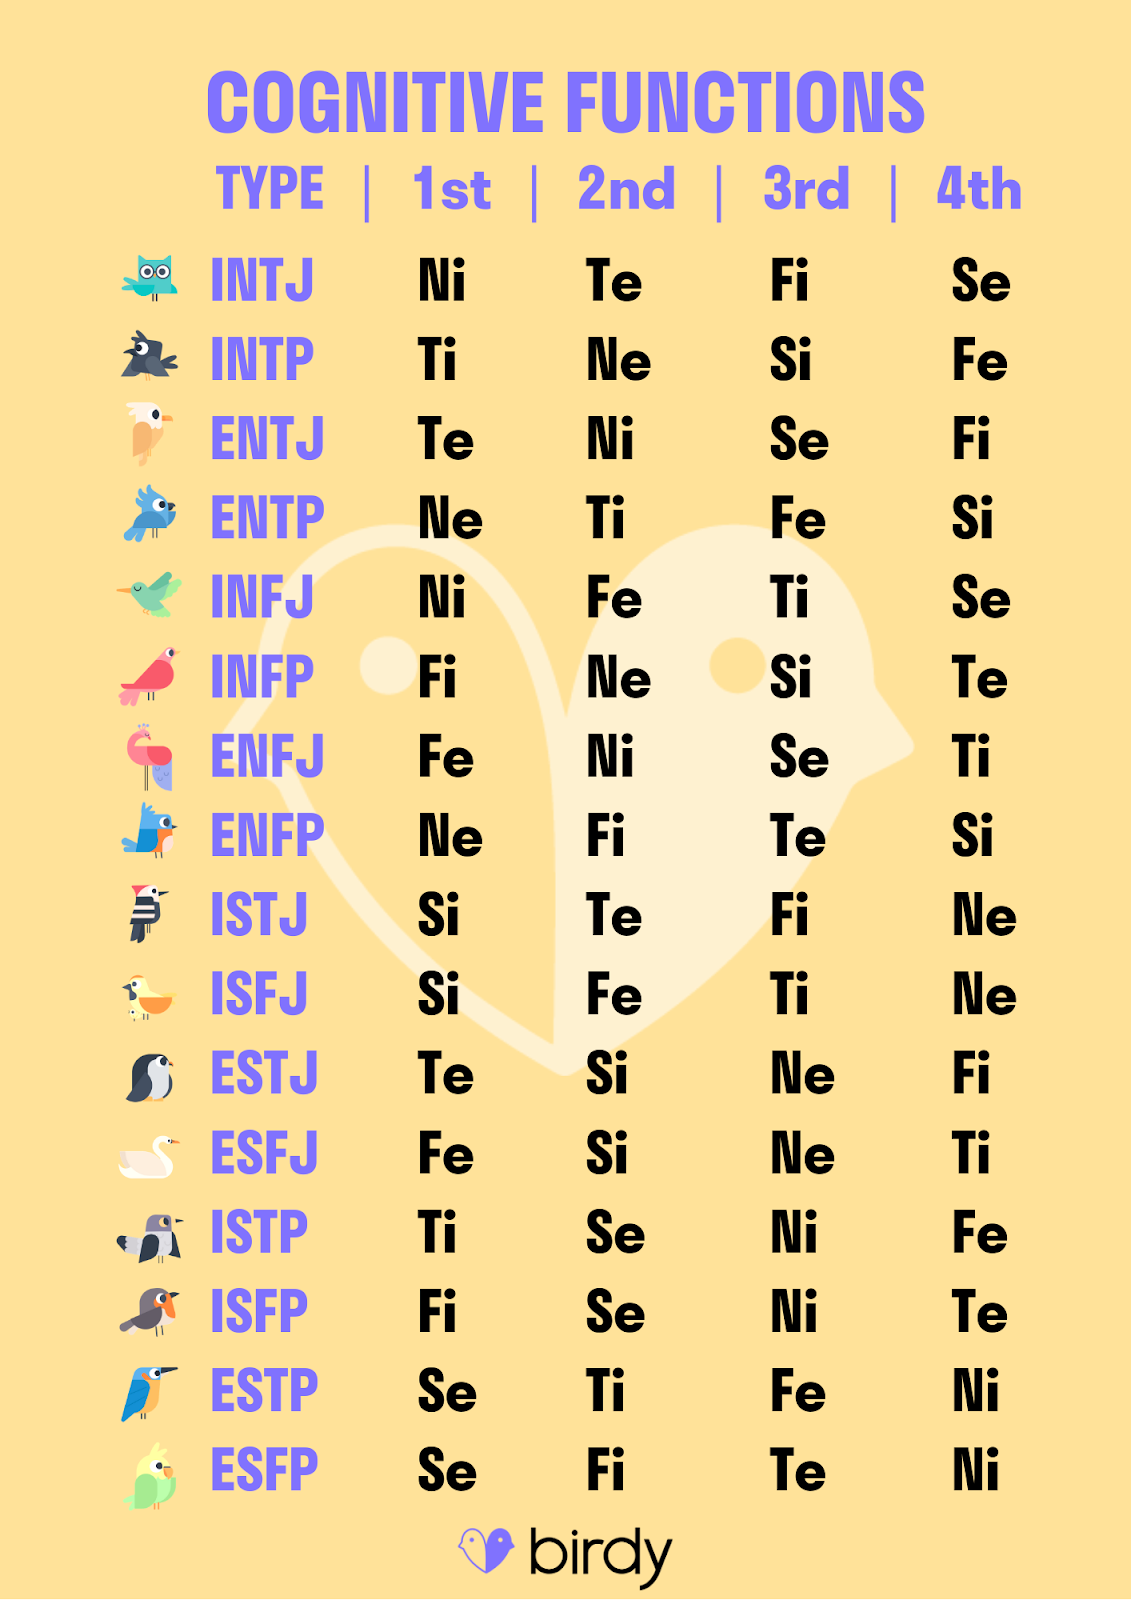 COGNITIVE FUNCTIONS
TYPE | 1st | 2nd | 3rd | 4th
INTJ Ni Te Fi Se
INTP Ti Ne Si Fe
ENTJ Te Ni Se Fi
ENTP Ne Ti Fe Si
INFJ Ni Fe Ti Se
INFP Fi Ne Si Te
ENFJ Fe Ni Se Ti
ENFP Ne Fi Te Si
ISTJ Si Te Fi Ne
ISFJ Si Fe Ti Ne
ESTJ Te Si Ne Fi
ESFJ Fe Si Ne Ti
ISTP Ti Se Ni Fe
ISFP Fi Se Ni Te
ESTP Se Ti Fe Ni
ESFP Se Fi Te Ni
birdy